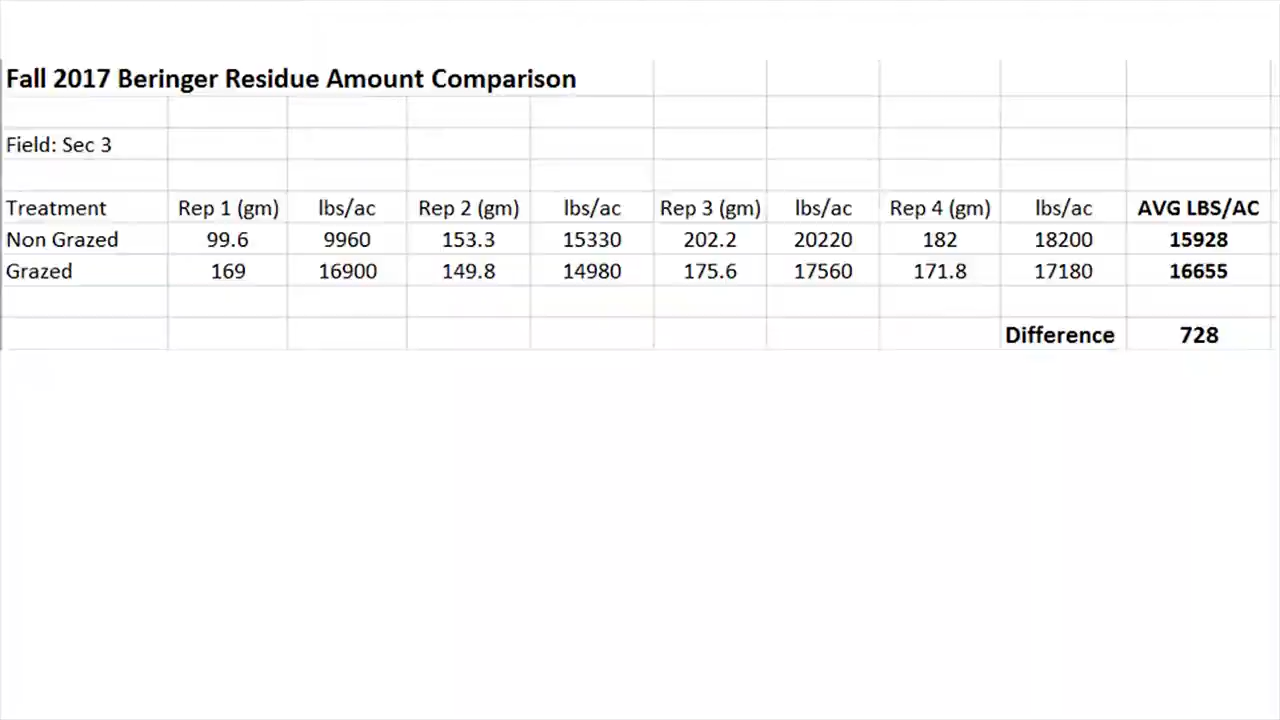 Fall 2017 Beringer Residue Amount Comparison
Field: Sec 3
Treatment Rep 1 (gm) lbs/ac Rep 2 (gm) lbs/ac Rep 3 (gm) lbs/ac Rep 4 (gm) lbs/ac AVG LBS/AC
Non Grazed 99.6 9960 153.3 15330 202.2 20220 182 18200 15928
Grazed 169 16900 149.8 14980 175.6 17560 171.8 17180 16655
Difference 728